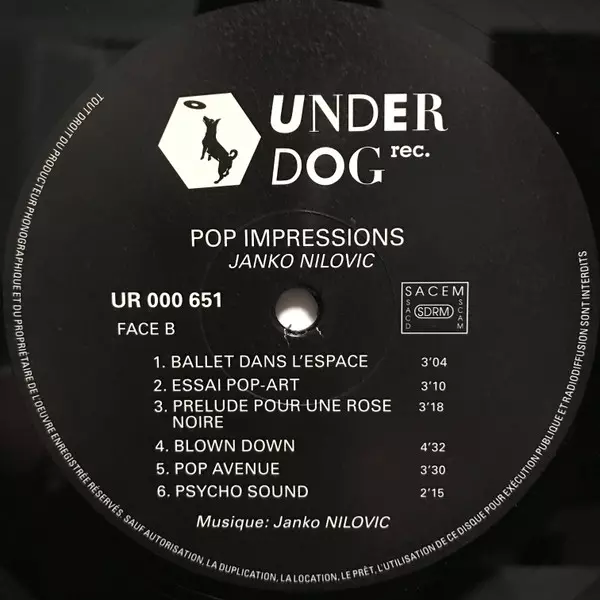 UNDER
DOG rec.
POP IMPRESSIONS
JANKO NILOVIC
UR 000 651
FACE B
SACEM
SACD
SDRM
SCAM
1. BALLET DANS L'ESPACE 3'04
2. ESSAI POP-ART 3'10
3. PRELUDE POUR UNE ROSE NOIRE 3'18
4. BLOWN DOWN 4'32
5. POP AVENUE 3'30
6. PSYCHO SOUND 2'15
Musique: Janko NILOVIC
TOUT DROIT DU PRODUCTEUR PHONOGRAPHIQUE ET DU PROPRIÉTAIRE DE L'OEUVRE ENREGISTRÉE RÉSERVÉS. SAUF AUTORISATION, LA DUPLICATION, LA LOCATION, LE PRÊT, L'UTILISATION DE CE DISQUE POUR EXÉCUTION PUBLIQUE ET RADIODIFFUSION SONT INTERDITS